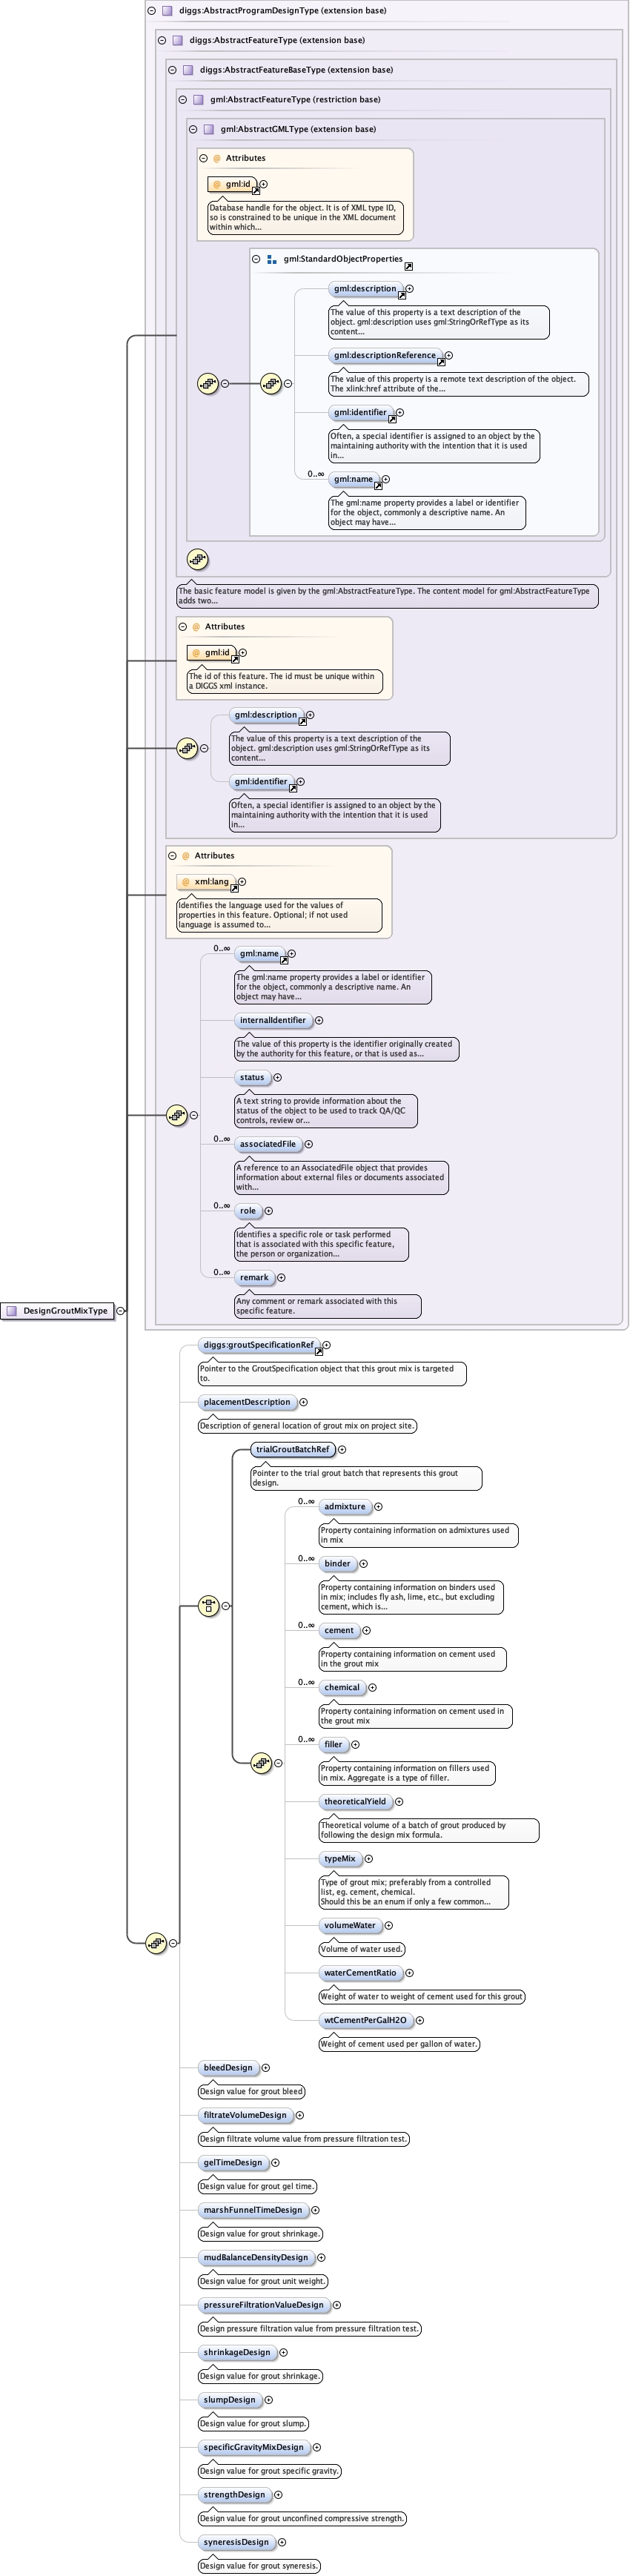 diggs:AbstractProgramDesignType (extension base)
diggs:AbstractFeatureType (extension base)
diggs:AbstractFeatureBaseType (extension base)
gml:AbstractFeatureType (restriction base)
gml:AbstractGMLType (extension base)
@ Attributes
@ gml:id
Database handle for the object. It is of XML type ID,
so is constrained to be unique in the XML document
within which...
gml:StandardObjectProperties
gml:description
The value of this property is a text description of the
object. gml:description uses gml:StringOrRefType as its
content...
gml:descriptionReference
The value of this property is a remote text description of the object.
The xlink:href attribute of the...
gml:identifier
Often, a special identifier is assigned to an object by the
maintaining authority with the intention that it is used
in...
0..∞
gml:name
The gml:name property provides a label or identifier
for the object, commonly a descriptive name. An
object may have...
The basic feature model is given by the gml:AbstractFeatureType. The content model for gml:AbstractFeatureType
adds two...
@ Attributes
@ gml:id
The id of this feature. The id must be unique within
a DIGGS xml instance.
gml:description
The value of this property is a text description of the
object. gml:description uses gml:StringOrRefType as its
content...
gml:identifier
Often, a special identifier is assigned to an object by the
maintaining authority with the intention that it is used
in...
@ Attributes
@ xml:lang
Identifies the language used for the values of
properties in this feature. Optional; if not used
language is assumed to...
0..∞
gml:name
The gml:name property provides a label or identifier
for the object, commonly a descriptive name. An
object may have...
internalIdentifier
The value of this property is the identifier originally created
by the authority for this feature, or that is used as...
status
A text string to provide information about the
status of the object to be used to track QA/QC
controls, review or...
0..∞
associatedFile
A reference to an AssociatedFile object that provides
information about external files or documents associated
with...
0..∞
role
Identifies a specific role or task performed
that is associated with this specific feature,
the person or organization...
0..∞
remark
Any comment or remark associated with this
specific feature.
DesignGroutMixType
diggs:groutSpecificationRef
Pointer to the GroutSpecification object that this grout mix is targeted
to.
placementDescription
Description of general location of grout mix on project site.
trialGroutBatchRef
Pointer to the trial grout batch that represents this grout
design.
0..∞
admixture
Property containing information on admixtures used
in mix
0..∞
binder
Property containing information on binders used
in mix; includes fly ash, lime, etc., but excluding
cement, which is...
0..∞
cement
Property containing information on cement used
in the grout mix
0..∞
chemical
Property containing information on cement used in
the grout mix
0..∞
filler
Property containing information on fillers used
in mix. Aggregate is a type of filler.
theoreticalYield
Theoretical volume of a batch of grout produced by
following the design mix formula.
typeMix
Type of grout mix; preferably from a controlled
list, eg. cement, chemical.
Should this be an enum if only a few common...
volumeWater
Volume of water used.
waterCementRatio
Weight of water to weight of cement used for this grout
wtCementPerGalH2O
Weight of cement used per gallon of water.
bleedDesign
Design value for grout bleed
filtrateVolumeDesign
Design filtrate volume value from pressure filtration test.
gelTimeDesign
Design value for grout gel time.
marshFunnelTimeDesign
Design value for grout shrinkage.
mudBalanceDensityDesign
Design value for grout unit weight.
pressureFiltrationValueDesign
Design pressure filtration value from pressure filtration test.
shrinkageDesign
Design value for grout shrinkage.
slumpDesign
Design value for grout slump.
specificGravityMixDesign
Design value for grout specific gravity.
strengthDesign
Design value for grout unconfined compressive strength.
syneresisDesign
Design value for grout syneresis.